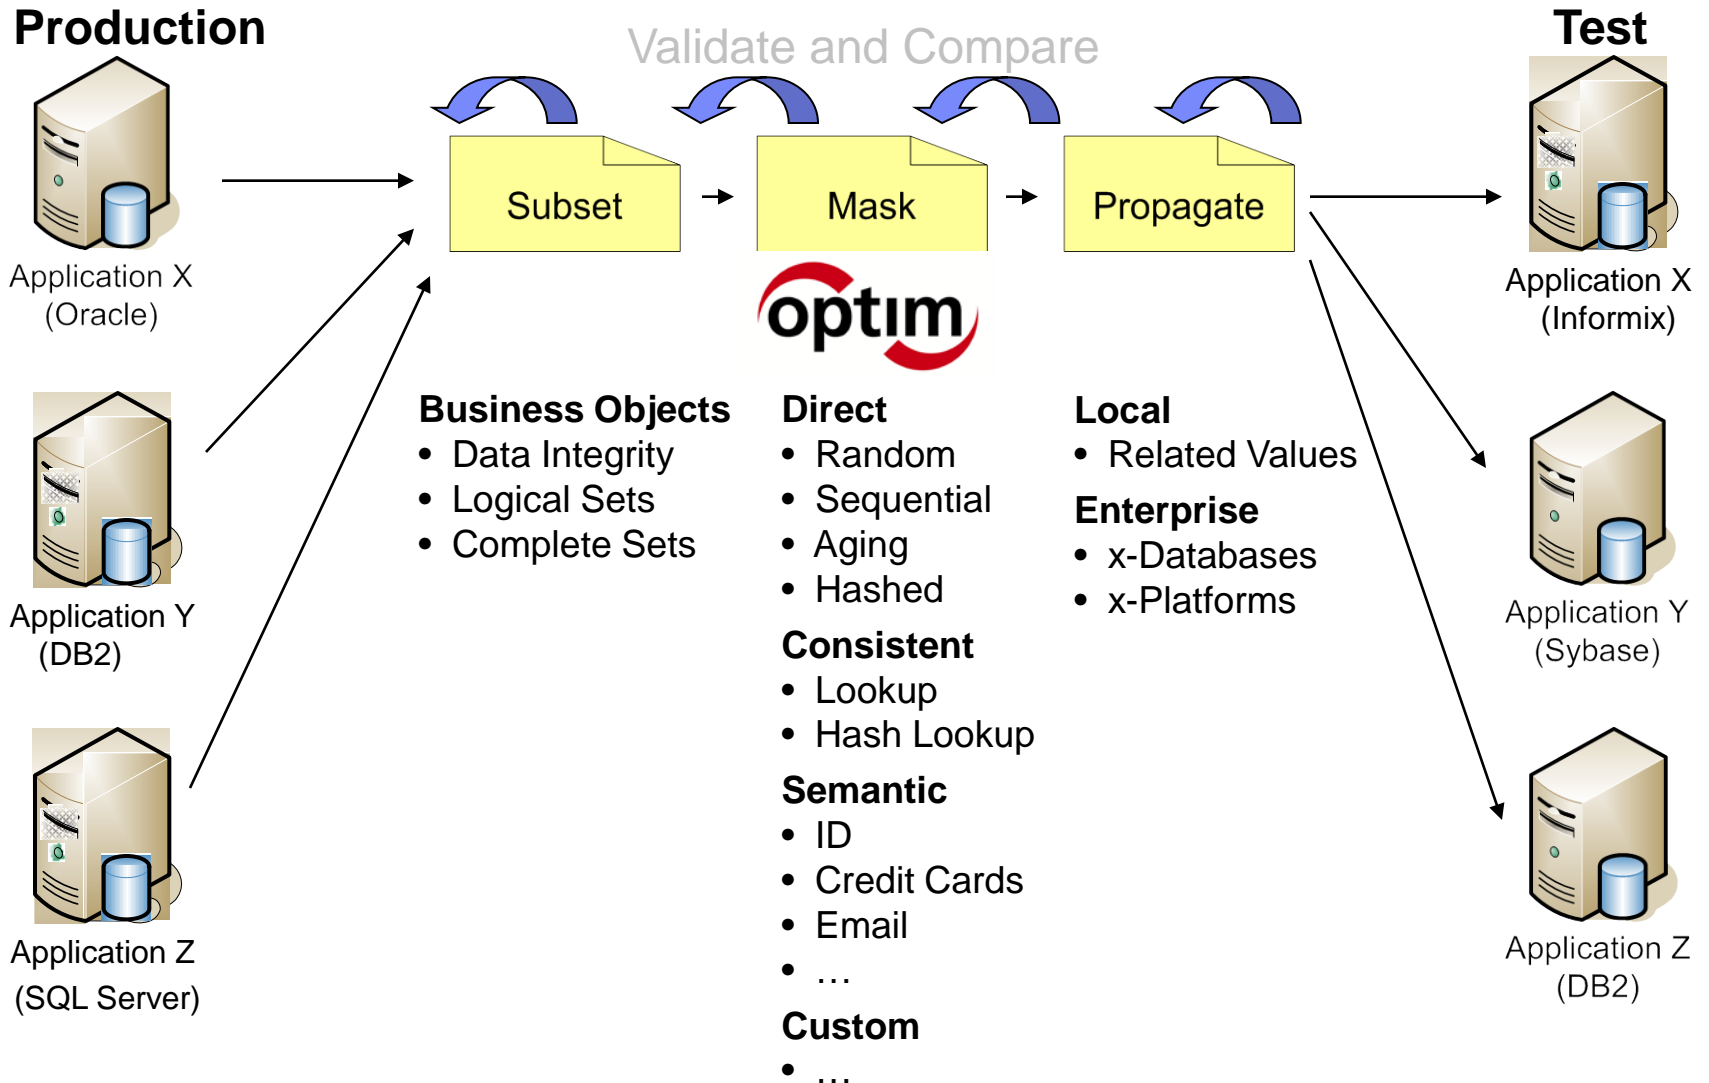 Production
Validate and Compare
Test
Subset
Mask
Propagate
Application X
(Oracle)
Application Y
(DB2)
Application Z
(SQL Server)
optim
Business Objects
• Data Integrity
• Logical Sets
• Complete Sets
Direct
• Random
• Sequential
• Aging
• Hashed
Consistent
• Lookup
• Hash Lookup
Semantic
• ID
• Credit Cards
• Email
• …
Custom
• …
Local
• Related Values
Enterprise
• x-Databases
• x-Platforms
Application X
(Informix)
Application Y
(Sybase)
Application Z
(DB2)